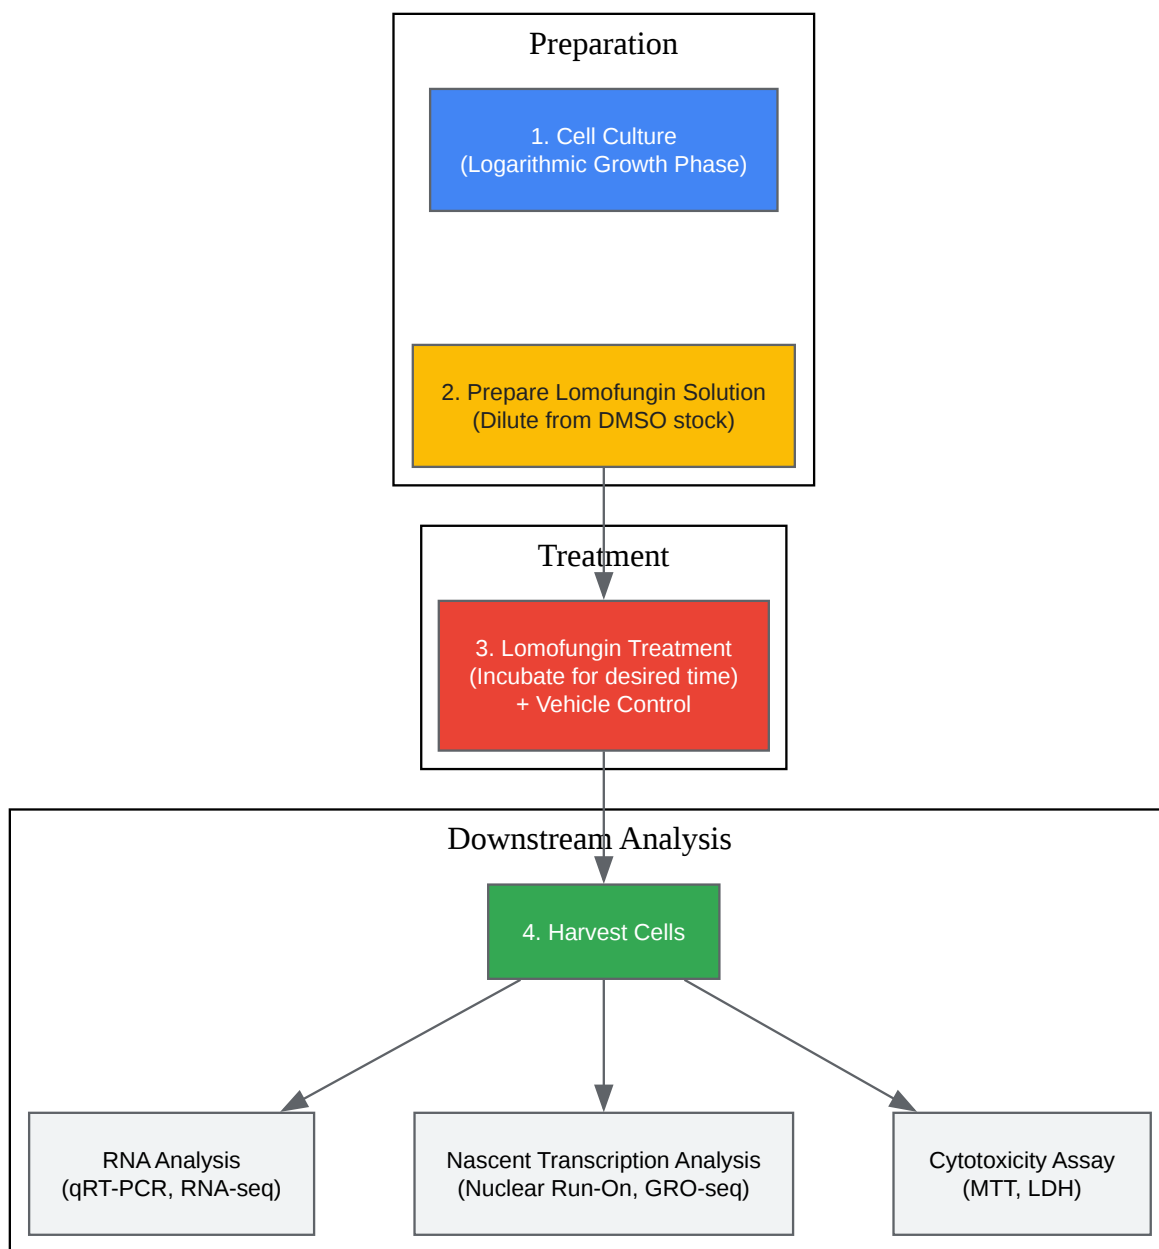 Preparation
1. Cell Culture
(Logarithmic Growth Phase)
2. Prepare Lomofungin Solution
(Dilute from DMSO stock)
Treatment
3. Lomofungin Treatment
(Incubate for desired time)
+ Vehicle Control
Downstream Analysis
4. Harvest Cells
RNA Analysis
(qRT-PCR, RNA-seq)
Nascent Transcription Analysis
(Nuclear Run-On, GRO-seq)
Cytotoxicity Assay
(MTT, LDH)